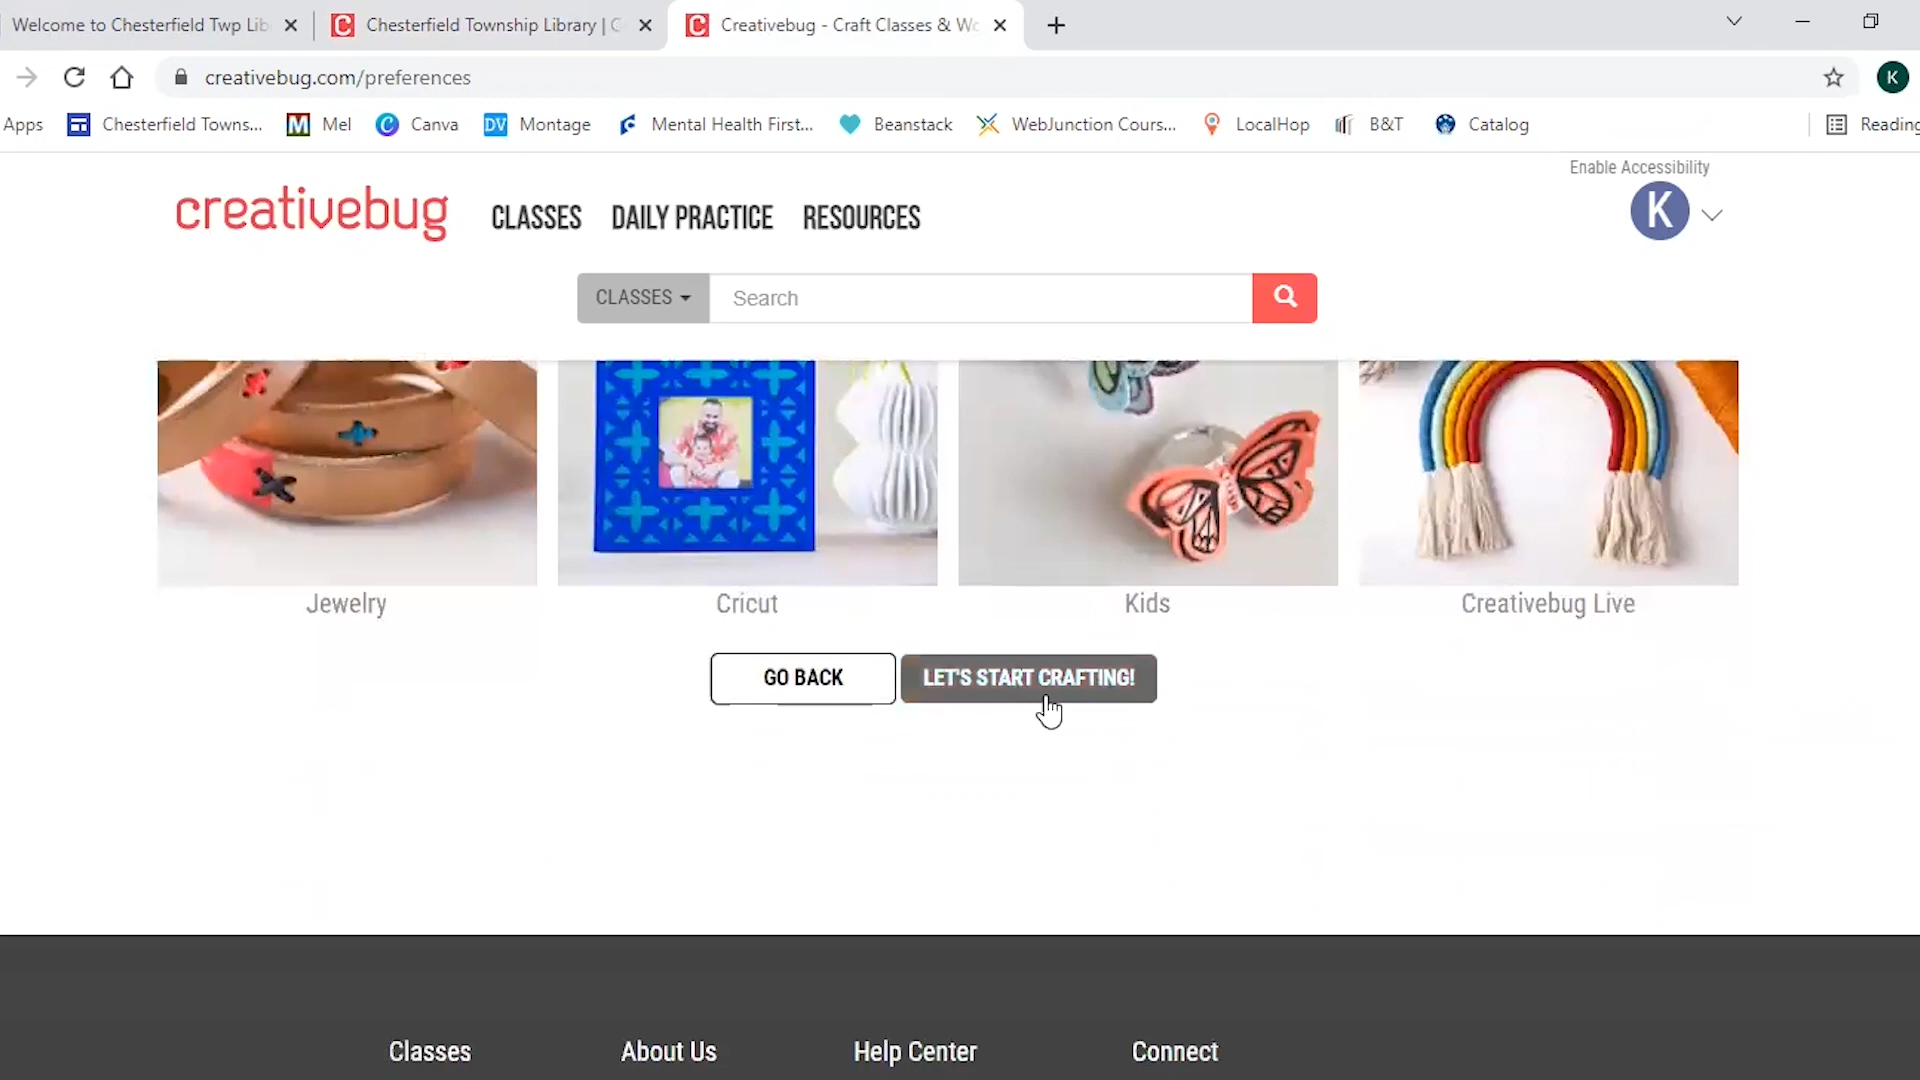 Welcome to Chesterfield Twp Lib
Chesterfield Township Library | C
Creativebug - Craft Classes & Wo
creativebug.com/preferences
K
Apps
Chesterfield Towns...
Mel
Canva
DV Montage
Mental Health First...
Beanstack
WebJunction Cours...
LocalHop
B&T
Catalog
Reading
Enable Accessibility
creativebug
CLASSES
DAILY PRACTICE
RESOURCES
K
CLASSES
Search
Jewelry
Cricut
Kids
Creativebug Live
GO BACK
LET'S START CRAFTING!
Classes
About Us
Help Center
Connect